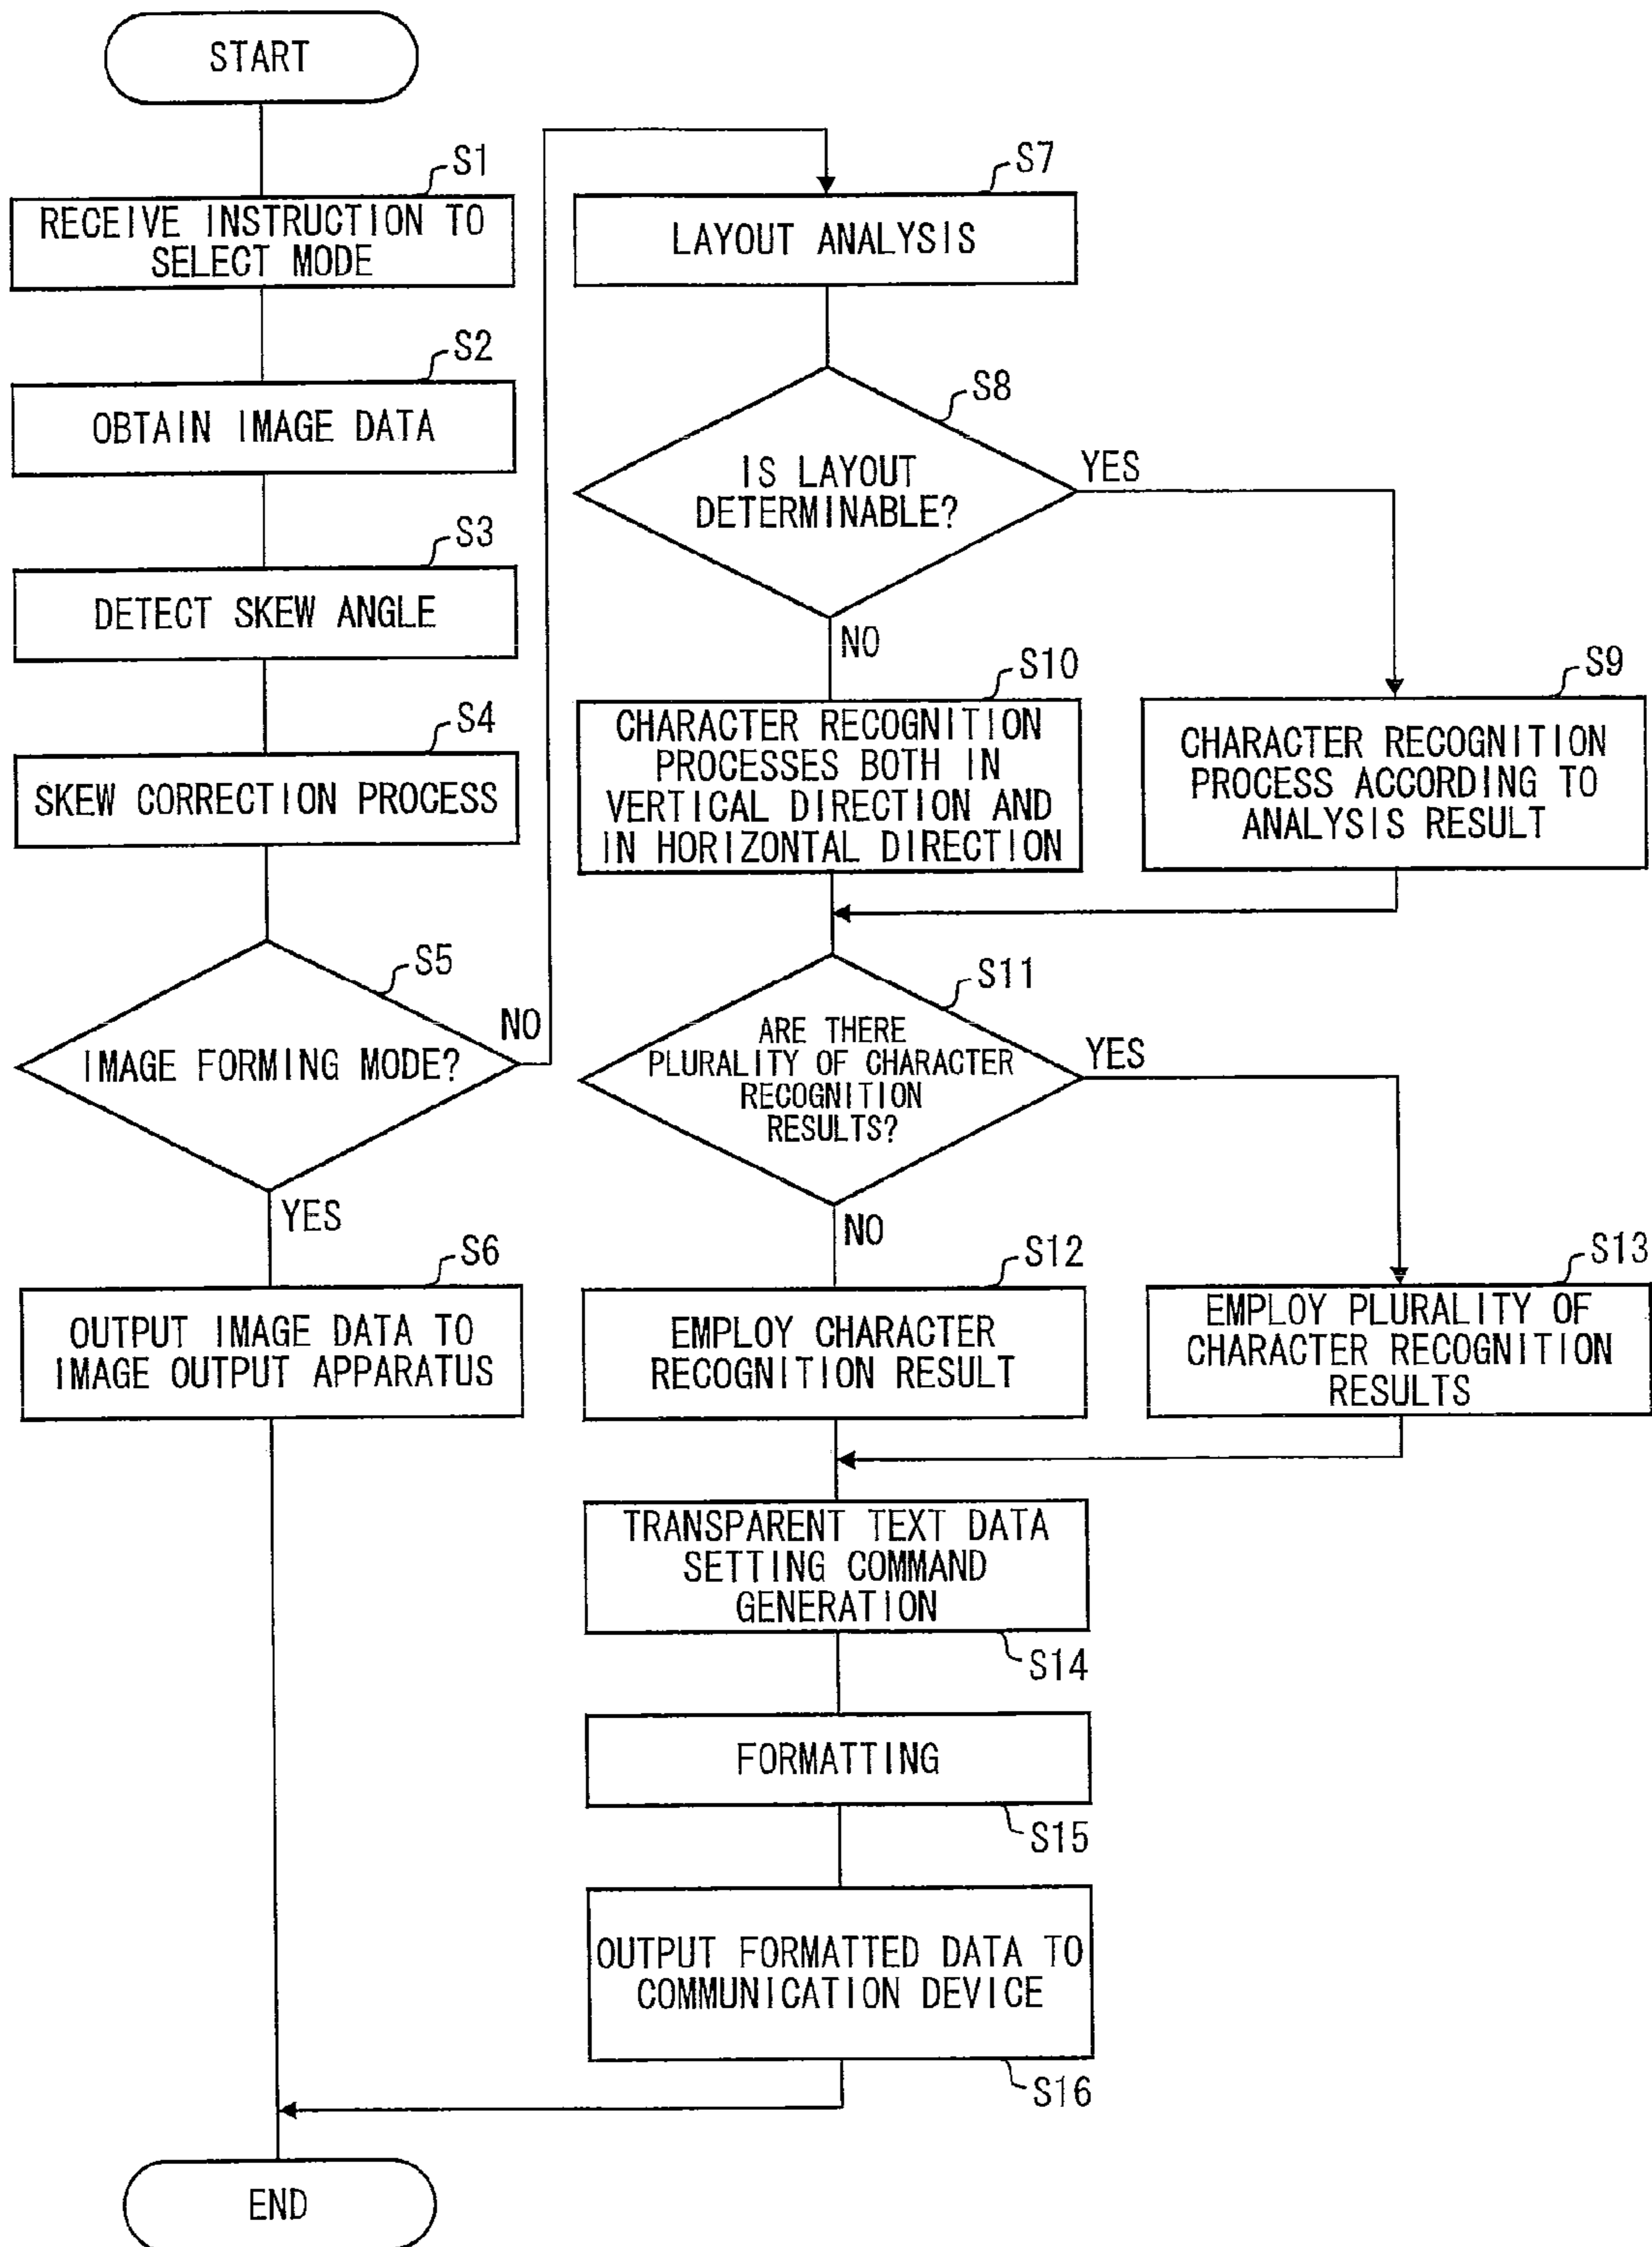 START
S1
RECEIVE INSTRUCTION TO
SELECT MODE
S2
OBTAIN IMAGE DATA
S3
DETECT SKEW ANGLE
S4
SKEW CORRECTION PROCESS
S5
IMAGE FORMING MODE?
NO
YES
S6
OUTPUT IMAGE DATA TO
IMAGE OUTPUT APPARATUS
S7
LAYOUT ANALYSIS
S8
IS LAYOUT
DETERMINABLE?
YES
NO
S9
CHARACTER RECOGNITION
PROCESS ACCORDING TO
ANALYSIS RESULT
S10
CHARACTER RECOGNITION
PROCESSES BOTH IN
VERTICAL DIRECTION AND
IN HORIZONTAL DIRECTION
S11
ARE THERE
PLURALITY OF CHARACTER
RECOGNITION
RESULTS?
YES
NO
S12
EMPLOY CHARACTER
RECOGNITION RESULT
S13
EMPLOY PLURALITY OF
CHARACTER RECOGNITION
RESULTS
TRANSPARENT TEXT DATA
SETTING COMMAND
GENERATION
S14
FORMATTING
S15
OUTPUT FORMATTED DATA TO
COMMUNICATION DEVICE
S16
END